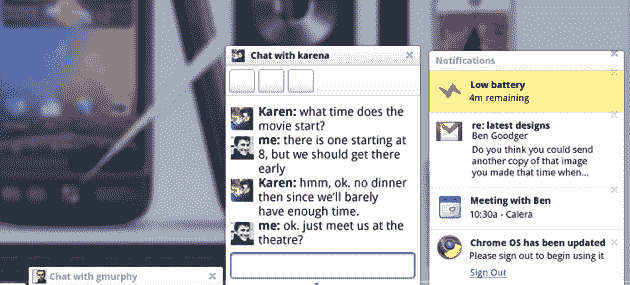 Chat with karena
Karen: what time does the
movie start?
me: there is one starting at
8, but we should get there
early
Karen: hmm, ok. no dinner
then since we'll barely
have enough time.
me: ok. just meet us at the
theatre?
Chat with gmurphy
Notifications
Low battery
4m remaining
re: latest designs
Ben Goodger
Do you think you could send
another copy of that image
you made that time when...
Meeting with Ben
10:30a - Calera
Chrome OS has been updated
Please sign out to begin using it
Sign Out